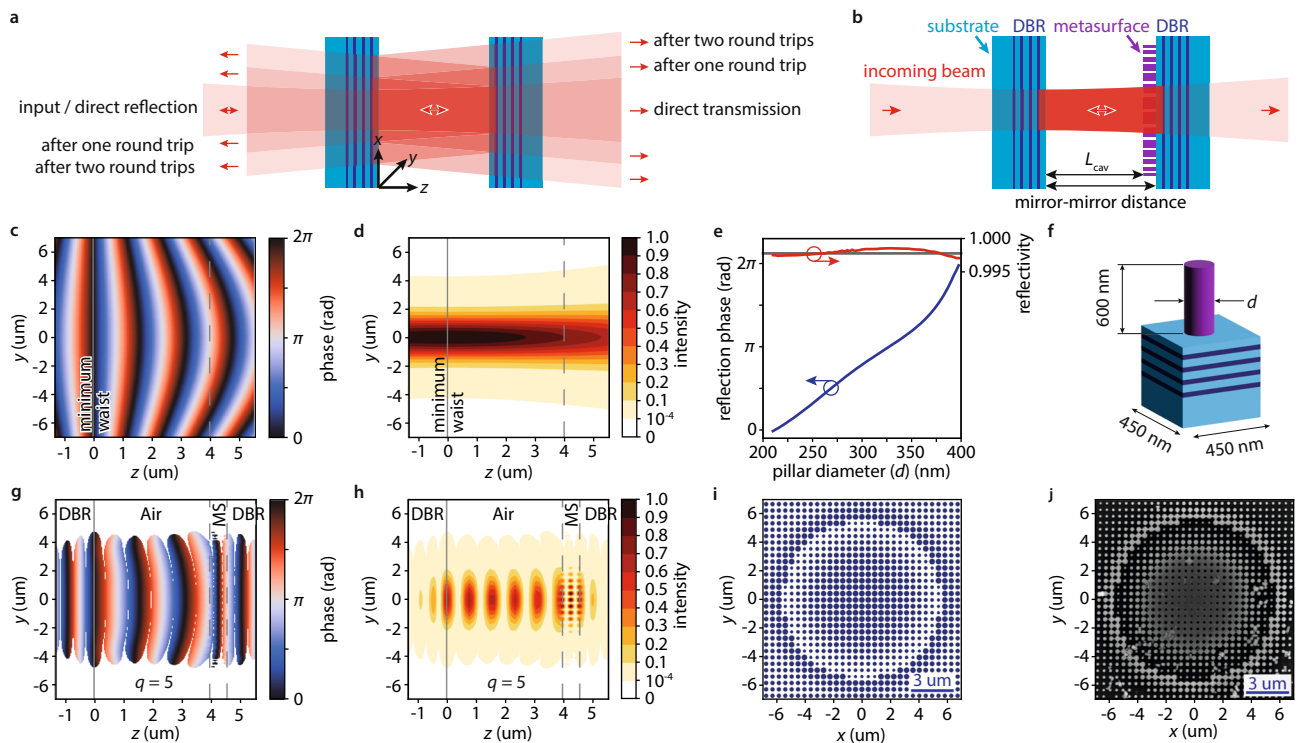 a
after two round trips
after one round trip
input / direct reflection
direct transmission
after one round trip
after two round trips
x
y
z
b
substrate
DBR
metasurface
DBR
incoming beam
L_cav
mirror-mirror distance
c
6
4
2
0
-2
-4
-6
y (um)
minimum
waist
-1 0 1 2 3 4 5
z (um)
2π
π
0
phase (rad)
d
6
4
2
0
-2
-4
-6
y (um)
minimum
waist
-1 0 1 2 3 4 5
z (um)
1.0
0.9
0.8
0.7
0.6
0.5
0.4
0.3
0.2
0.1
10⁻⁴
0
intensity
e
2π
π
0
reflection phase (rad)
1.000
0.995
reflectivity
200 250 300 350 400
pillar diameter (d) (nm)
f
600 nm
d
450 nm
450 nm
g
DBR Air MS DBR
6
4
2
0
-2
-4
-6
y (um)
q = 5
-1 0 1 2 3 4 5
z (um)
2π
π
0
phase (rad)
h
DBR Air MS DBR
6
4
2
0
-2
-4
-6
y (um)
q = 5
-1 0 1 2 3 4 5
z (um)
1.0
0.9
0.8
0.7
0.6
0.5
0.4
0.3
0.2
0.1
10⁻⁴
0
intensity
i
6
4
2
0
-2
-4
-6
y (um)
3 um
-6 -4 -2 0 2 4 6
x (um)
j
6
4
2
0
-2
-4
-6
y (um)
3 um
-6 -4 -2 0 2 4 6
x (um)